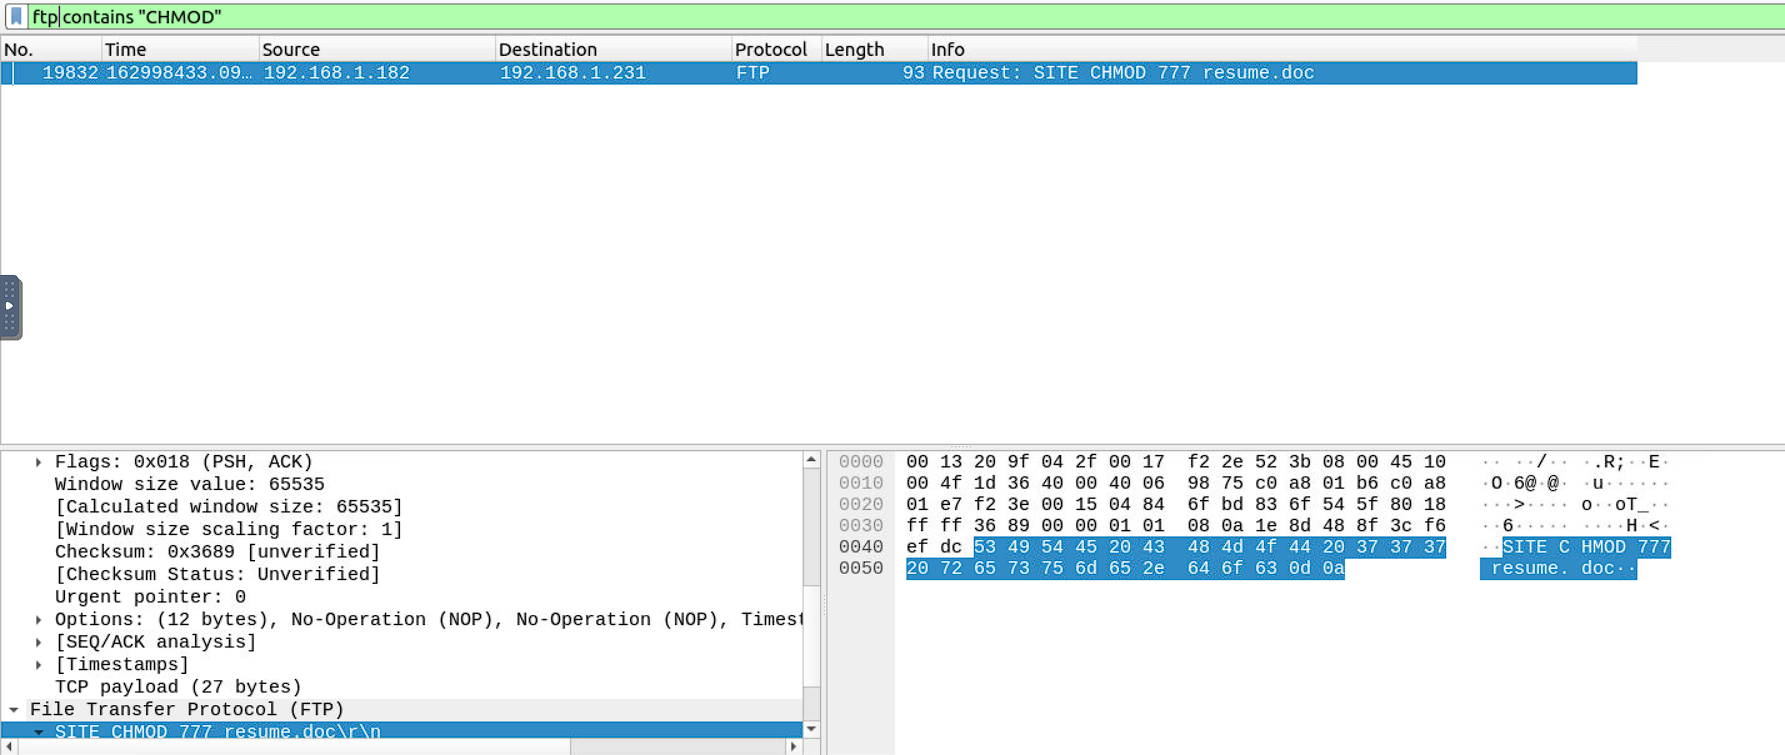 ftp contains "CHMOD"
No. Time Source Destination Protocol Length Info
19832 162998433.09… 192.168.1.182 192.168.1.231 FTP 93 Request: SITE CHMOD 777 resume.doc
Flags: 0x018 (PSH, ACK)
Window size value: 65535
[Calculated window size: 65535]
[Window size scaling factor: 1]
Checksum: 0x3689 [unverified]
[Checksum Status: Unverified]
Urgent pointer: 0
Options: (12 bytes), No-Operation (NOP), No-Operation (NOP), Timest
[SEQ/ACK analysis]
[Timestamps]
TCP payload (27 bytes)
File Transfer Protocol (FTP)
SITE CHMOD 777 resume.doc\r\n
0000 00 13 20 9f 04 2f 00 17 f2 2e 52 3b 08 00 45 10 ·· ··/·· ·.R;··E·
0010 00 4f 1d 36 40 00 40 06 98 75 c0 a8 01 b6 c0 a8 ·O·6@·@· ·u······
0020 01 e7 f2 3e 00 15 04 84 6f bd 83 6f 54 5f 80 18 ···>···· o··oT_··
0030 ff ff 36 89 00 00 01 01 08 0a 1e 8d 48 8f 3c f6 ··6····· ····H·<·
0040 ef dc 53 49 54 45 20 43 48 4d 4f 44 20 37 37 37 ··SITE C HMOD 777
0050 20 72 65 73 75 6d 65 2e 64 6f 63 0d 0a resume. doc··